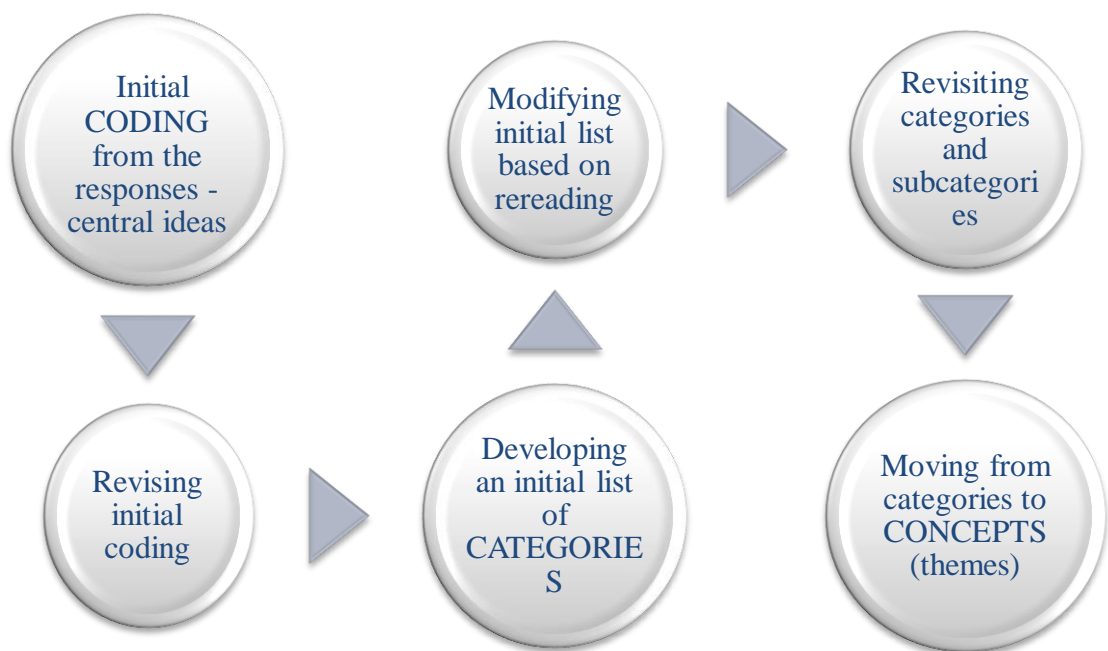 Initial
CODING
from the
responses -
central ideas
Revising
initial
coding
Developing
an initial list
of
CATEGORIE
S
Modifying
initial list
based on
rereading
Revisiting
categories
and
subcategori
es
Moving from
categories to
CONCEPTS
(themes)